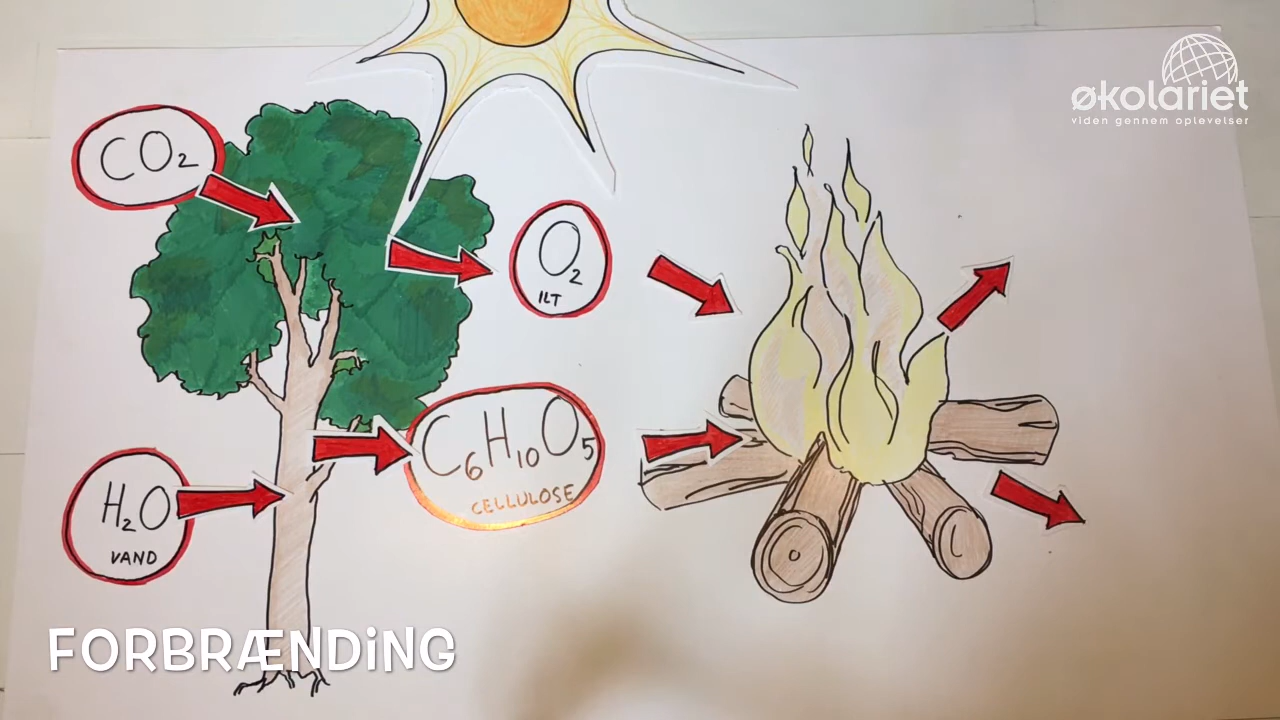 økolariet
viden gennem oplevelser
CO₂
O₂
ILT
C₆H₁₀O₅
CELLULOSE
H₂O
VAND
FORBRÆNDING